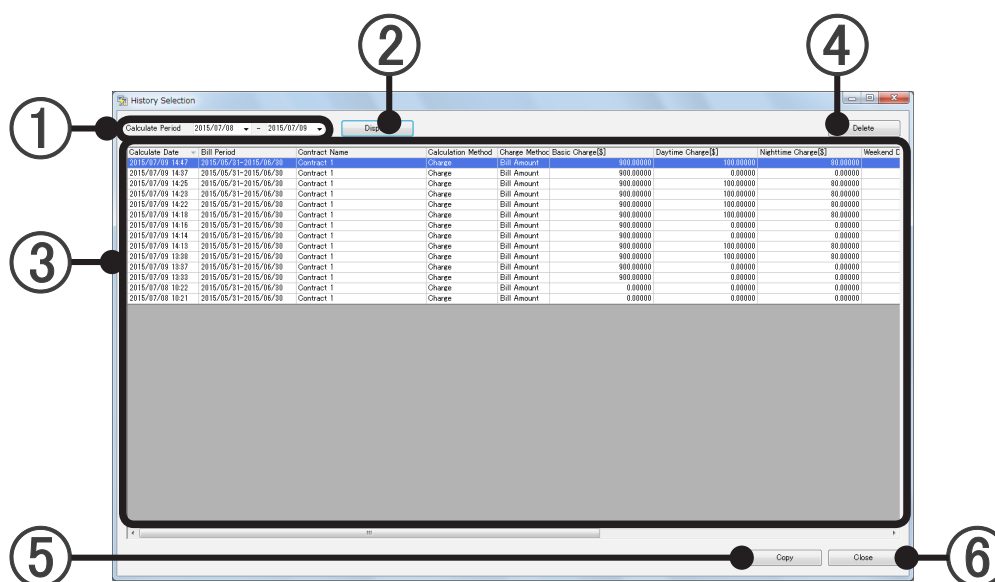 ② ④
History Selection
①
Calculate Period 2015/07/08 - 2015/07/09 Delete
Calculate Date Bill Period Contract Name Calculation Method Charge Method Basic Charge[$] Daytime Charge[$] Nighttime Charge[$] Weekend D
2015/07/09 14:47 2015/05/31-2015/06/30 Contract 1 Charge Bill Amount 900.00000 100.00000 80.00000
2015/07/09 14:37 2015/05/31-2015/06/30 Contract 1 Charge Bill Amount 900.00000 0.00000 0.00000
2015/07/09 14:25 2015/05/31-2015/06/30 Contract 1 Charge Bill Amount 900.00000 100.00000 80.00000
2015/07/09 14:23 2015/05/31-2015/06/30 Contract 1 Charge Bill Amount 900.00000 100.00000 80.00000
2015/07/09 14:22 2015/05/31-2015/06/30 Contract 1 Charge Bill Amount 900.00000 100.00000 80.00000
2015/07/09 14:18 2015/05/31-2015/06/30 Contract 1 Charge Bill Amount 900.00000 100.00000 80.00000
2015/07/09 14:16 2015/05/31-2015/06/30 Contract 1 Charge Bill Amount 900.00000 0.00000 0.00000
2015/07/09 14:14 2015/05/31-2015/06/30 Contract 1 Charge Bill Amount 900.00000 0.00000 0.00000
2015/07/09 14:13 2015/05/31-2015/06/30 Contract 1 Charge Bill Amount 900.00000 100.00000 80.00000
2015/07/09 13:38 2015/05/31-2015/06/30 Contract 1 Charge Bill Amount 900.00000 100.00000 80.00000
2015/07/09 13:37 2015/05/31-2015/06/30 Contract 1 Charge Bill Amount 900.00000 0.00000 0.00000
2015/07/09 13:33 2015/05/31-2015/06/30 Contract 1 Charge Bill Amount 900.00000 0.00000 0.00000
2015/07/08 10:22 2015/05/31-2015/06/30 Contract 1 Charge Bill Amount 0.00000 0.00000 0.00000
2015/07/08 10:21 2015/05/31-2015/06/30 Contract 1 Charge Bill Amount 0.00000 0.00000 0.00000
③
⑤ Copy Close ⑥